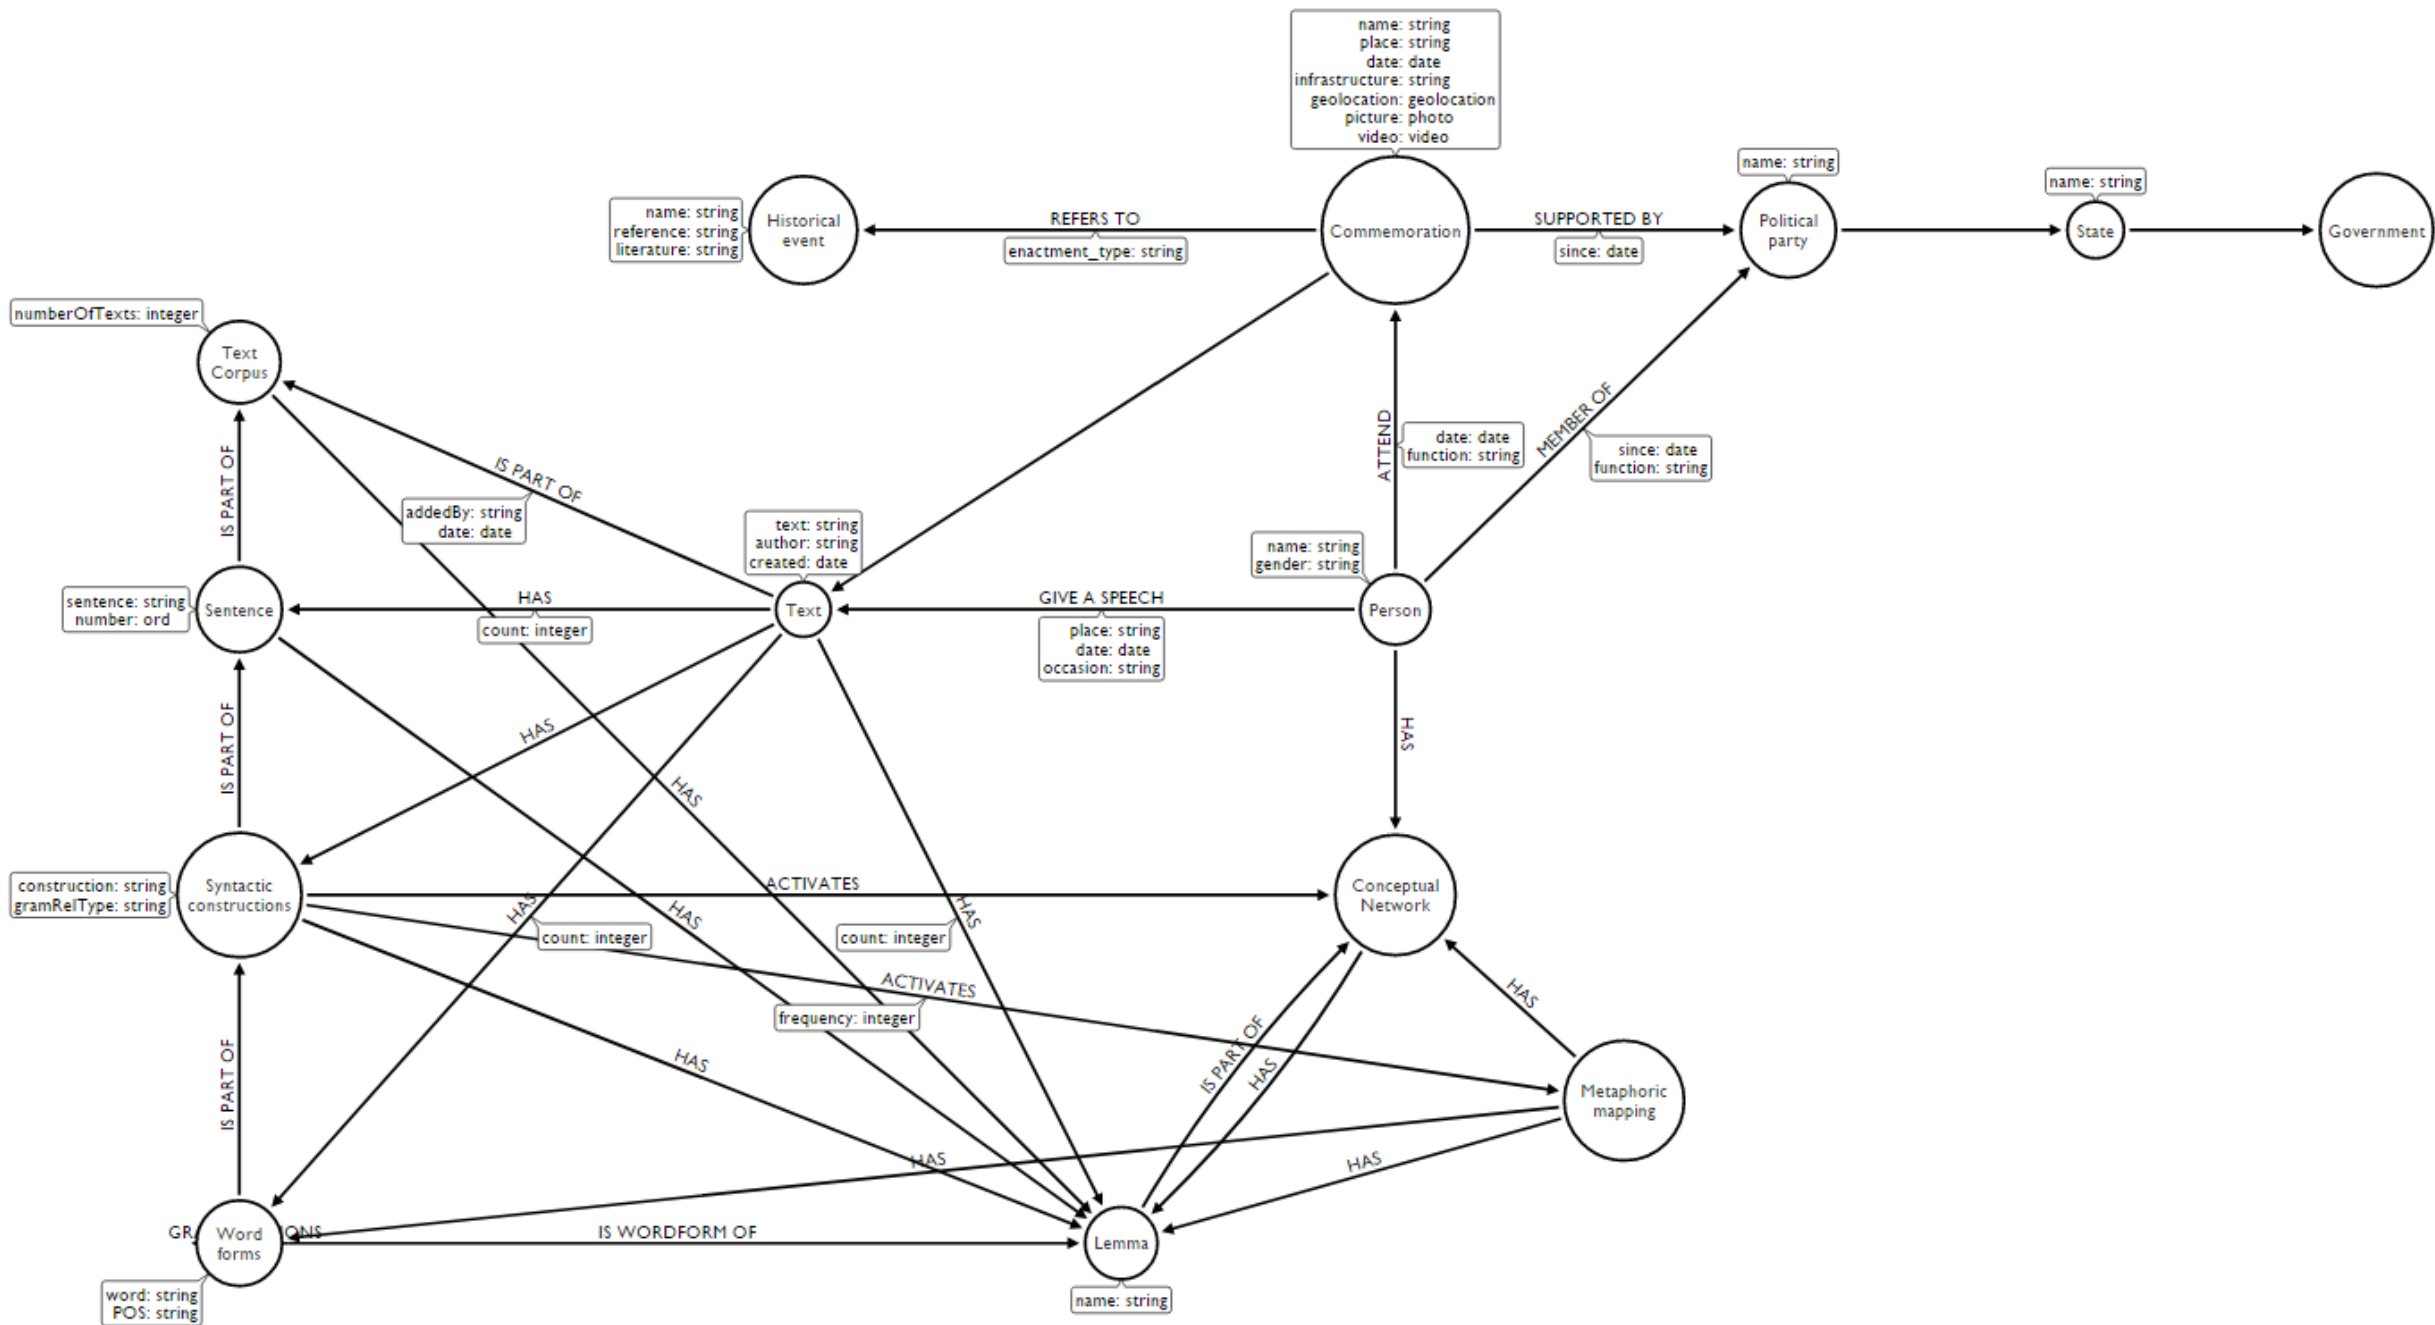 name: string
place: string
date: date
infrastructure: string
geolocation: geolocation
picture: photo
video: video
name: string
name: string
name: string
reference: string
literature: string
Historical
event
REFERS TO
enactment_type: string
Commemoration
SUPPORTED BY
since: date
Political
party
State
Government
numberOfTexts: integer
Text
Corpus
IS PART OF
IS PART OF
addedBy: string
date: date
ATTEND
date: date
function: string
MEMBER OF
since: date
function: string
text: string
author: string
created: date
name: string
gender: string
sentence: string
number: ord
Sentence
HAS
count: integer
Text
GIVE A SPEECH
place: string
date: date
occasion: string
Person
IS PART OF
HAS
HAS
HAS
construction: string
gramRelType: string
Syntactic
constructions
ACTIVATES
Conceptual
Network
HAS
count: integer
HAS
count: integer
HAS
ACTIVATES
frequency: integer
HAS
IS PART OF
HAS
IS PART OF
HAS
Metaphoric
mapping
HAS
HAS
Word
forms
IS WORDFORM OF
Lemma
word: string
POS: string
name: string